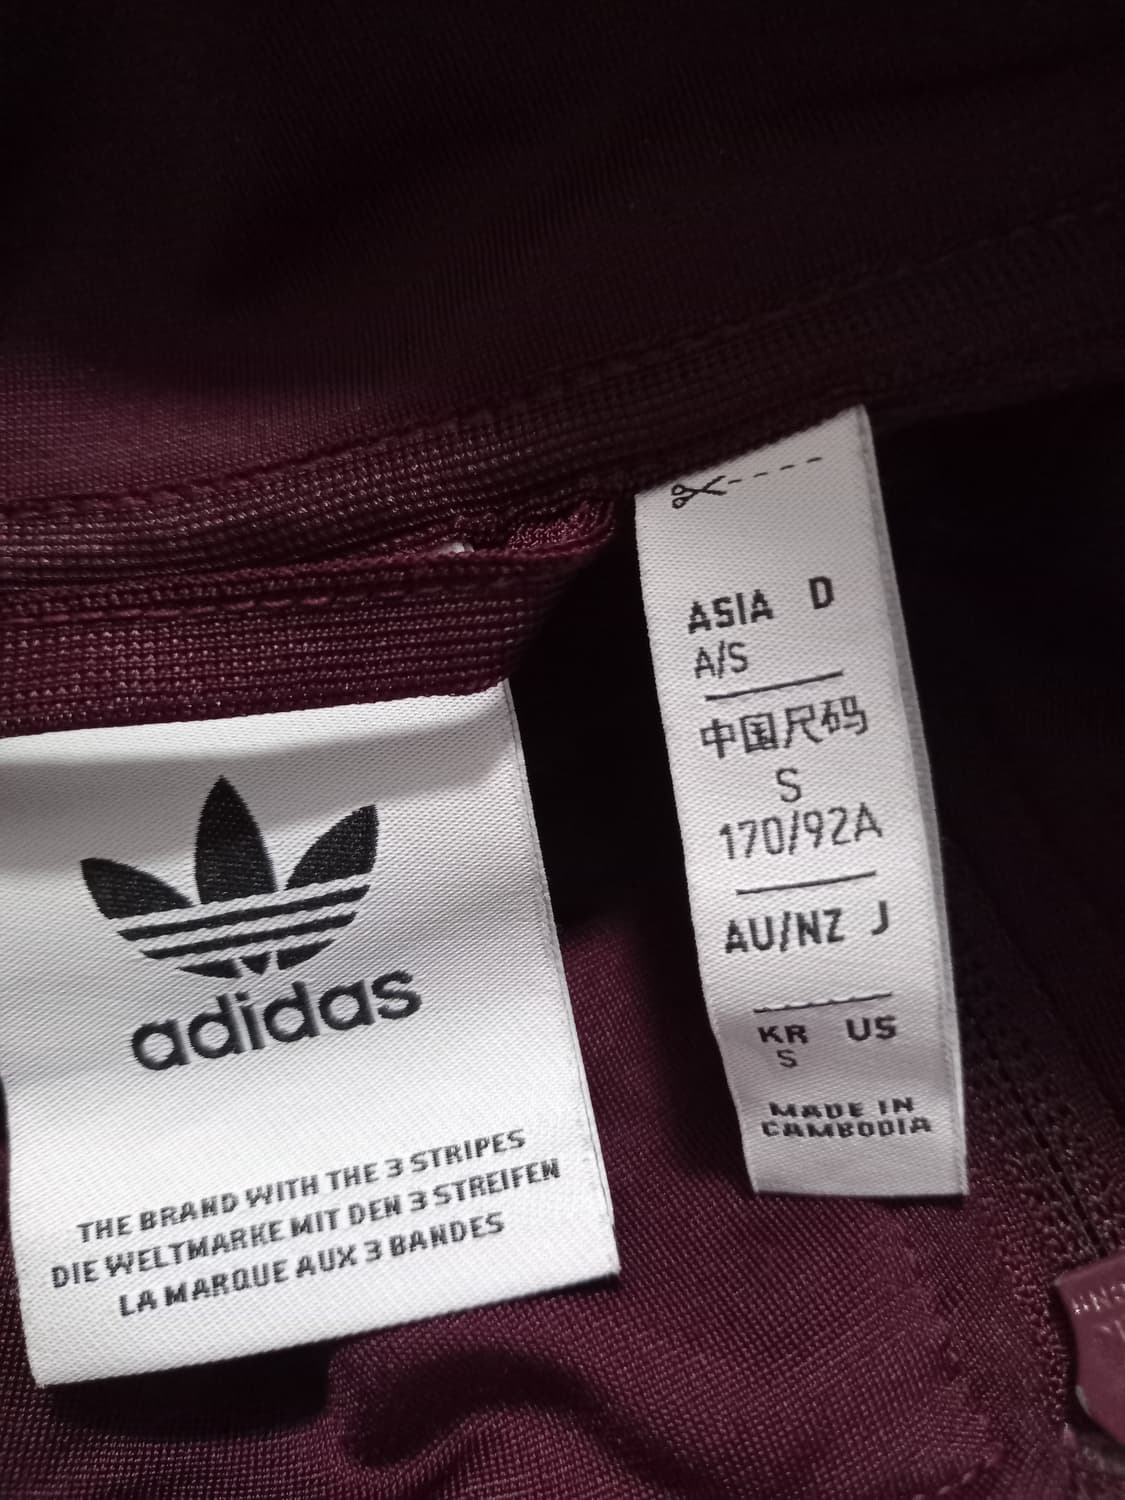 adidas
THE BRAND WITH THE 3 STRIPES
DIE WELTMARKE MIT DEN 3 STREIFEN
LA MARQUE AUX 3 BANDES
ASIA D
A/S
中国尺码
S
170/92A
AU/NZ J
KR US
S
MADE IN
CAMBODIA